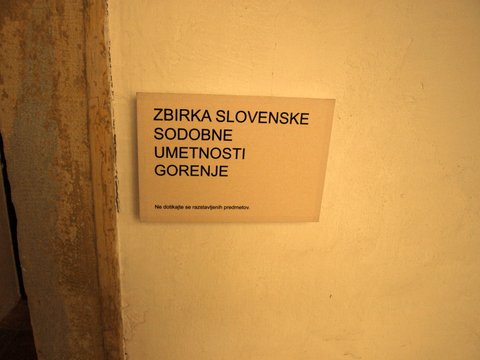 ZBIRKA SLOVENSKE
SODOBNE
UMETNOSTI
GORENJE
Ne dotikajte se razstavljenih predmetov.